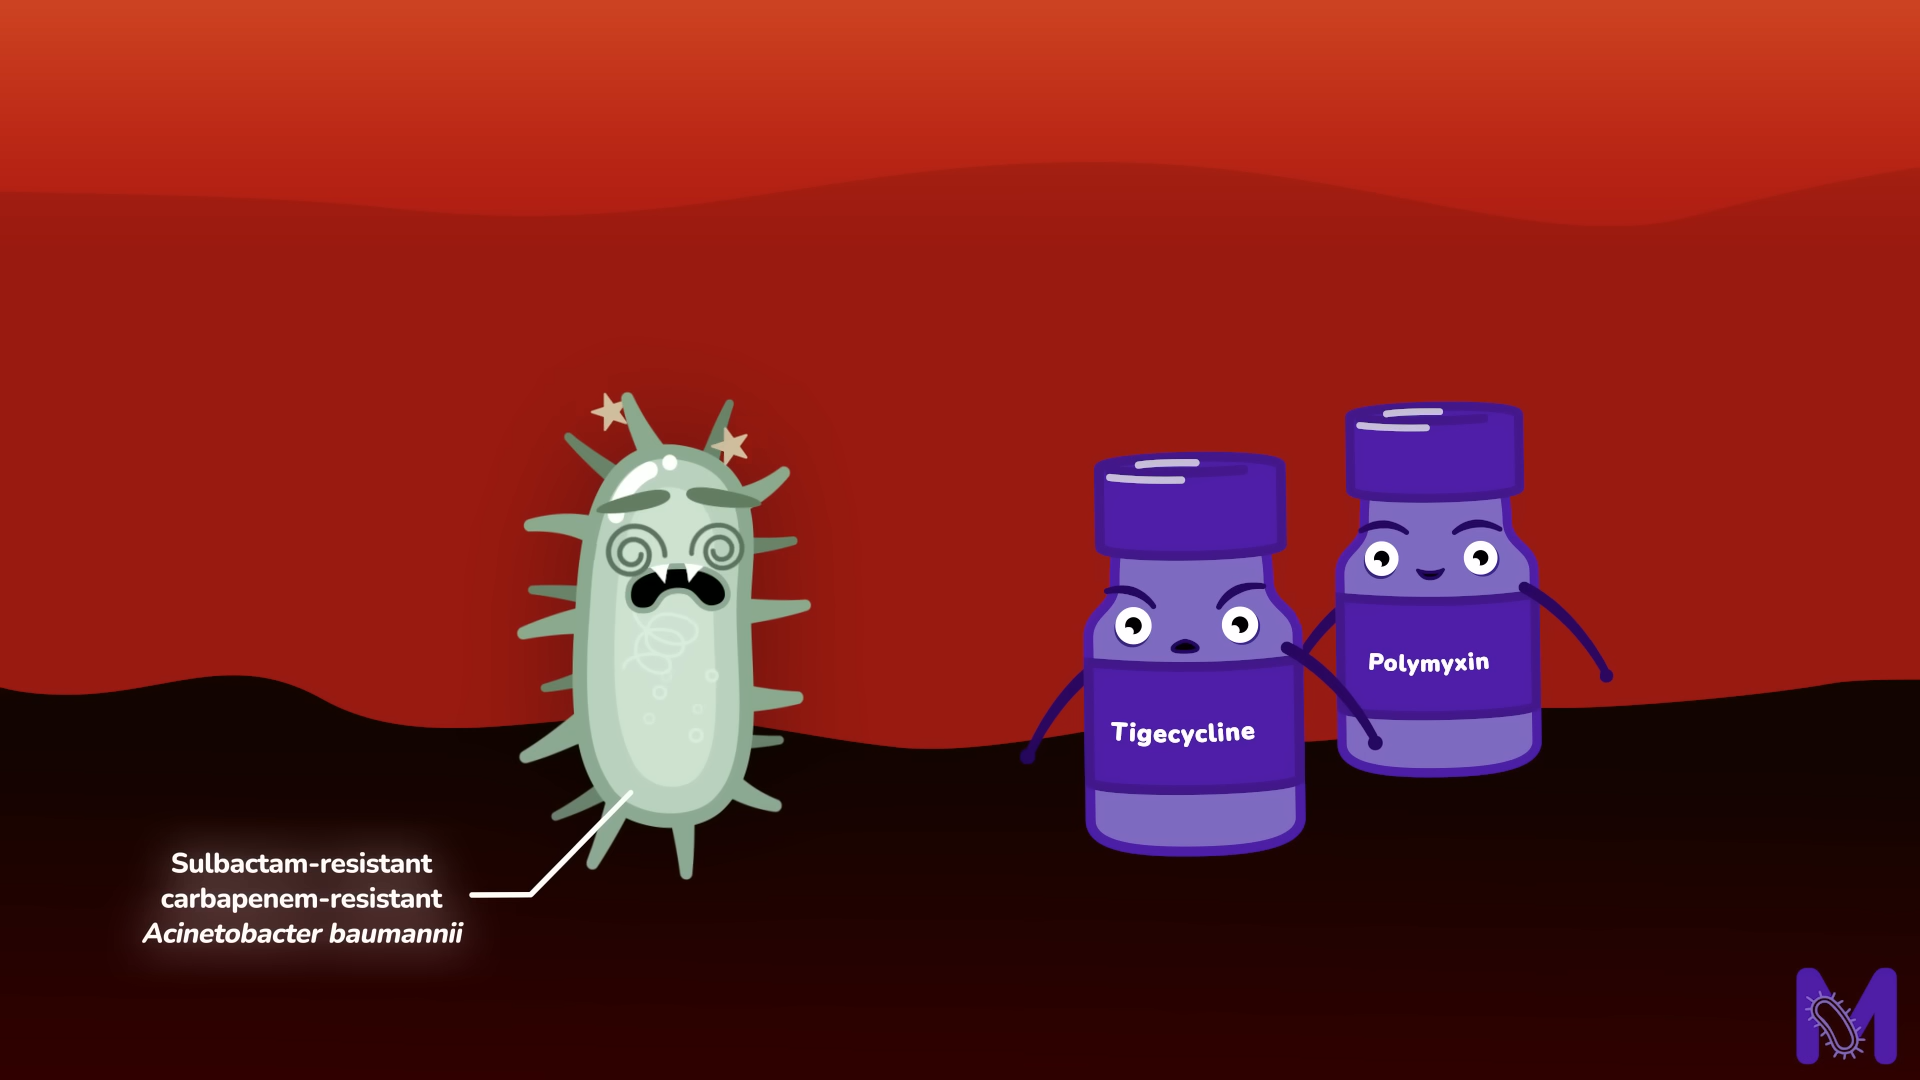 Polymyxin
Tigecycline
Sulbactam-resistant
carbapenem-resistant
Acinetobacter baumannii
M